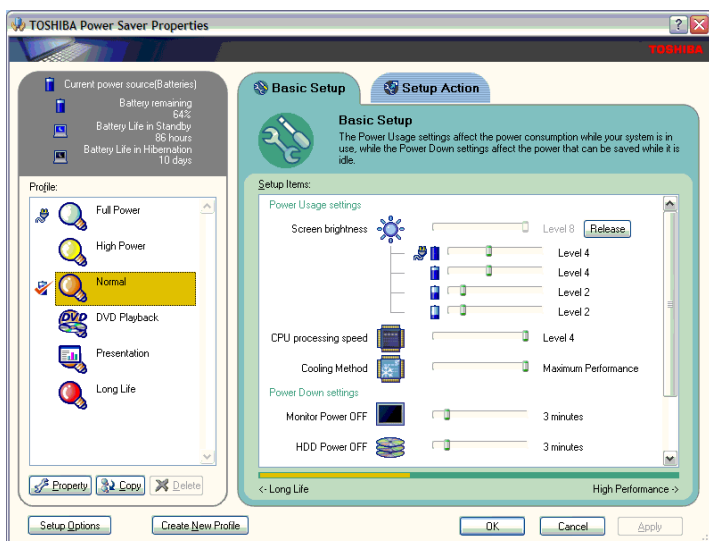 TOSHIBA Power Saver Properties
TOSHIBA
Current power source(Batteries)
Battery remaining
64%
Battery Life in Standby
86 hours
Battery Life in Hibernation
10 days
Profile:
Full Power
High Power
Normal
DVD
DVD Playback
Presentation
Long Life
Property
Copy
Delete
Setup Options
Create New Profile
Basic Setup
Setup Action
Basic Setup
The Power Usage settings affect the power consumption while your system is in
use, while the Power Down settings affect the power that can be saved while it is
idle.
Setup Items:
Power Usage settings
Screen brightness Level 8 Release
Level 4
Level 4
Level 2
Level 2
CPU processing speed Level 4
Cooling Method Maximum Performance
Power Down settings
Monitor Power OFF 3 minutes
HDD Power OFF 3 minutes
<- Long Life High Performance ->
OK Cancel Apply